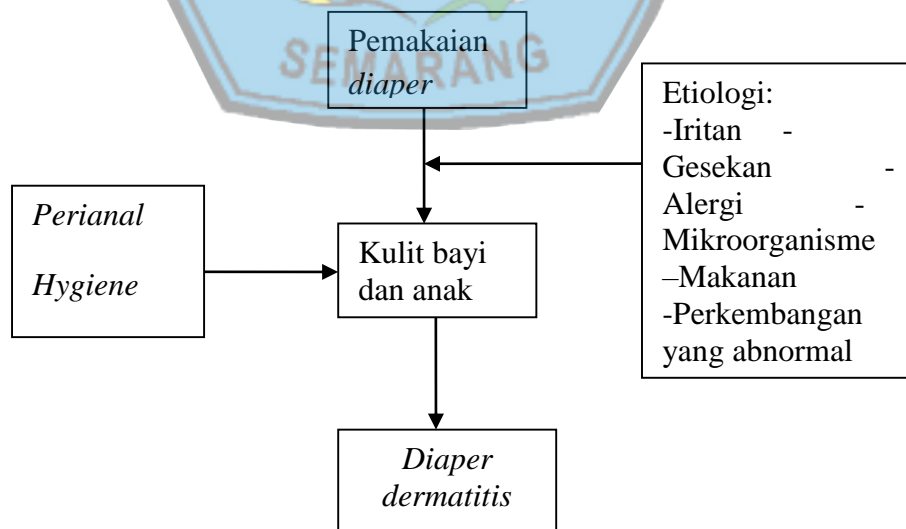 Pemakaian
diaper
SEMARANG
Etiologi:
-Iritan -
Gesekan -
Alergi -
Mikroorganisme
–Makanan
-Perkembangan
yang abnormal
Perianal
Hygiene
Kulit bayi
dan anak
Diaper
dermatitis